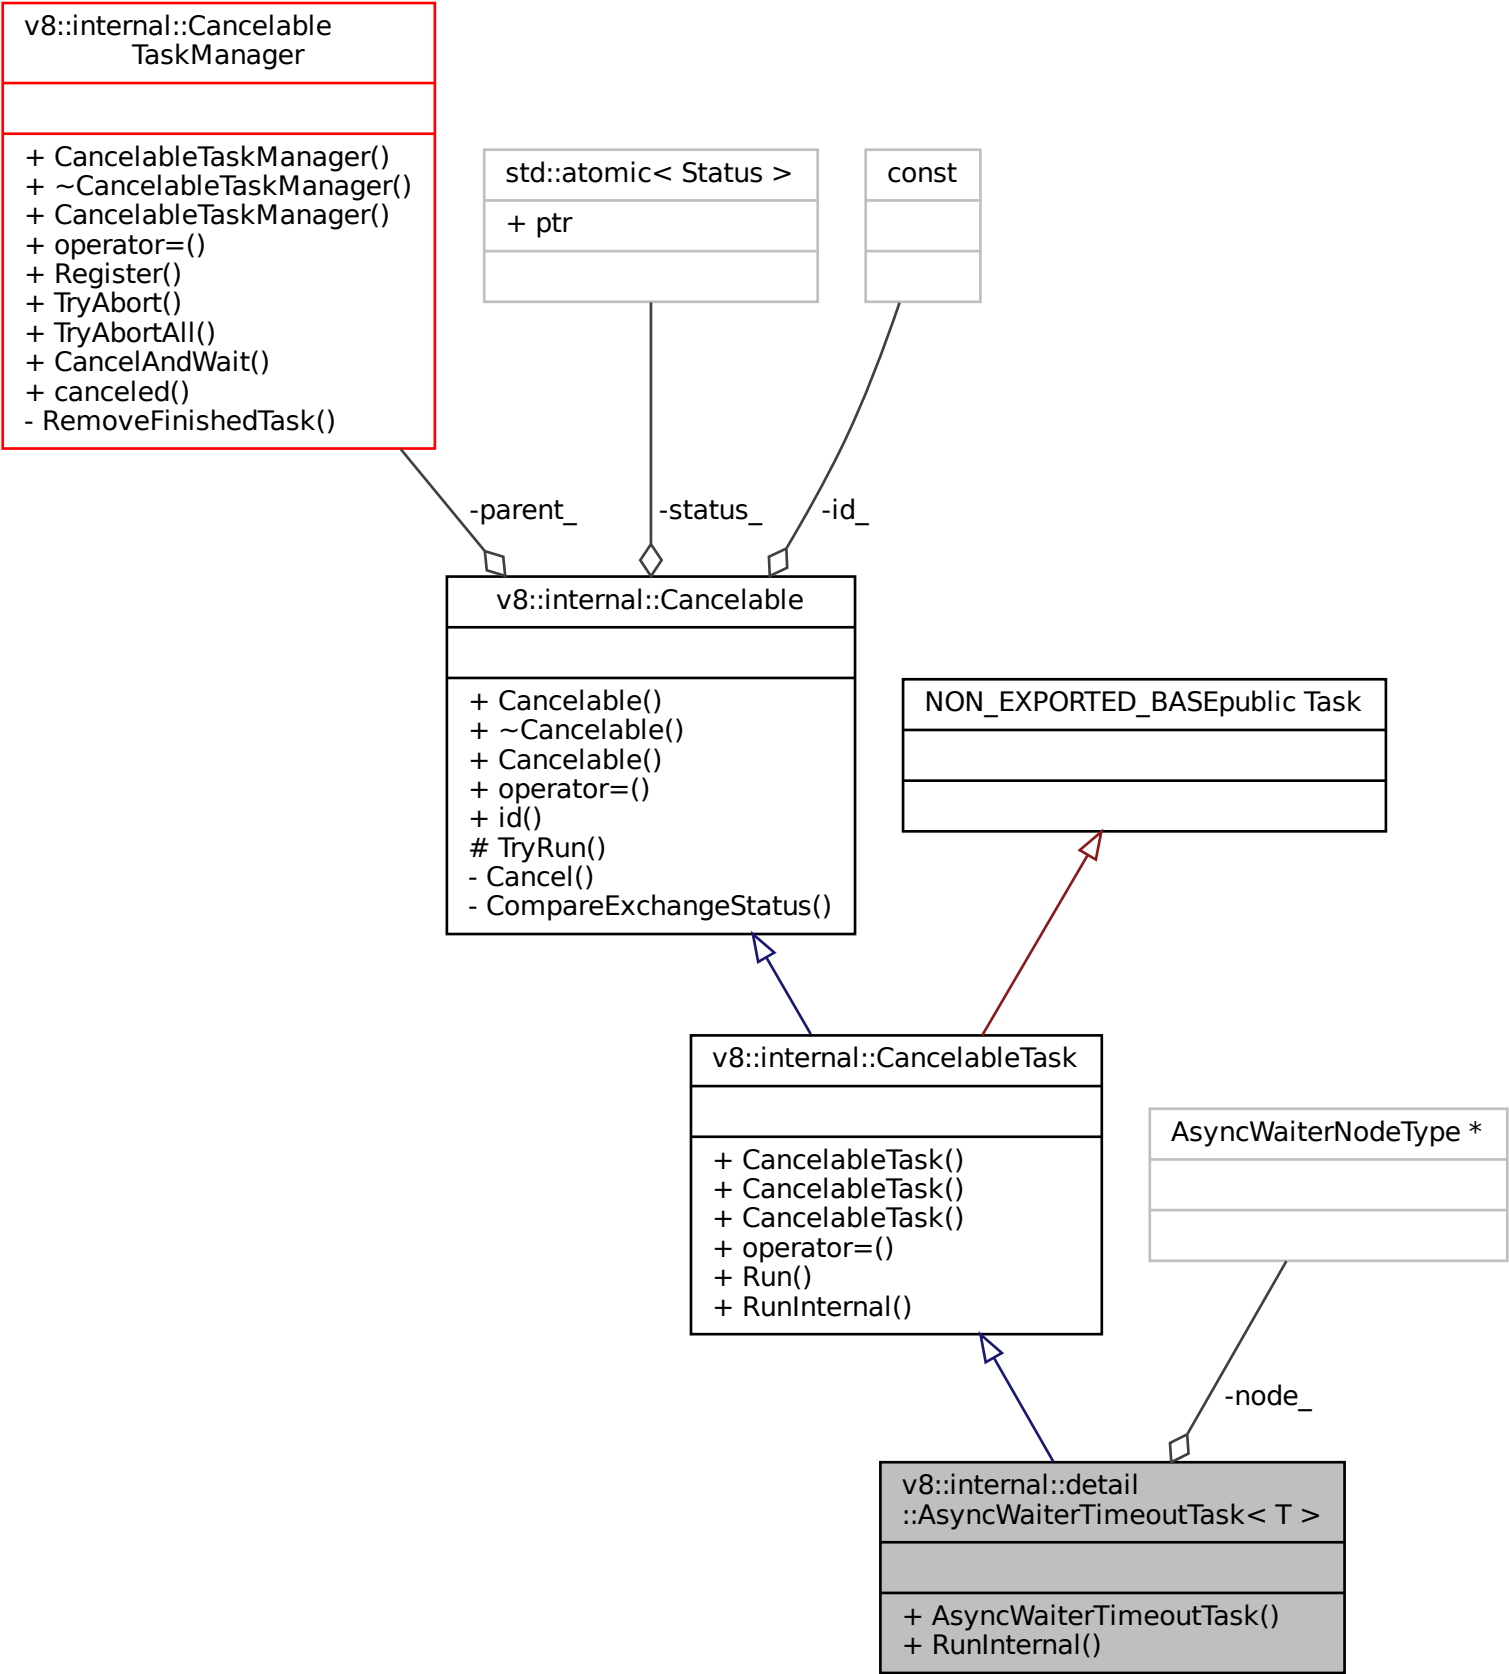 v8::internal::Cancelable
TaskManager
+ CancelableTaskManager()
+ ~CancelableTaskManager()
+ CancelableTaskManager()
+ operator=()
+ Register()
+ TryAbort()
+ TryAbortAll()
+ CancelAndWait()
+ canceled()
- RemoveFinishedTask()
std::atomic< Status >
+ ptr
const
-parent_
-status_
-id_
v8::internal::Cancelable
+ Cancelable()
+ ~Cancelable()
+ Cancelable()
+ operator=()
+ id()
# TryRun()
- Cancel()
- CompareExchangeStatus()
NON_EXPORTED_BASEpublic Task
v8::internal::CancelableTask
+ CancelableTask()
+ CancelableTask()
+ CancelableTask()
+ operator=()
+ Run()
+ RunInternal()
AsyncWaiterNodeType *
-node_
v8::internal::detail
::AsyncWaiterTimeoutTask< T >
+ AsyncWaiterTimeoutTask()
+ RunInternal()